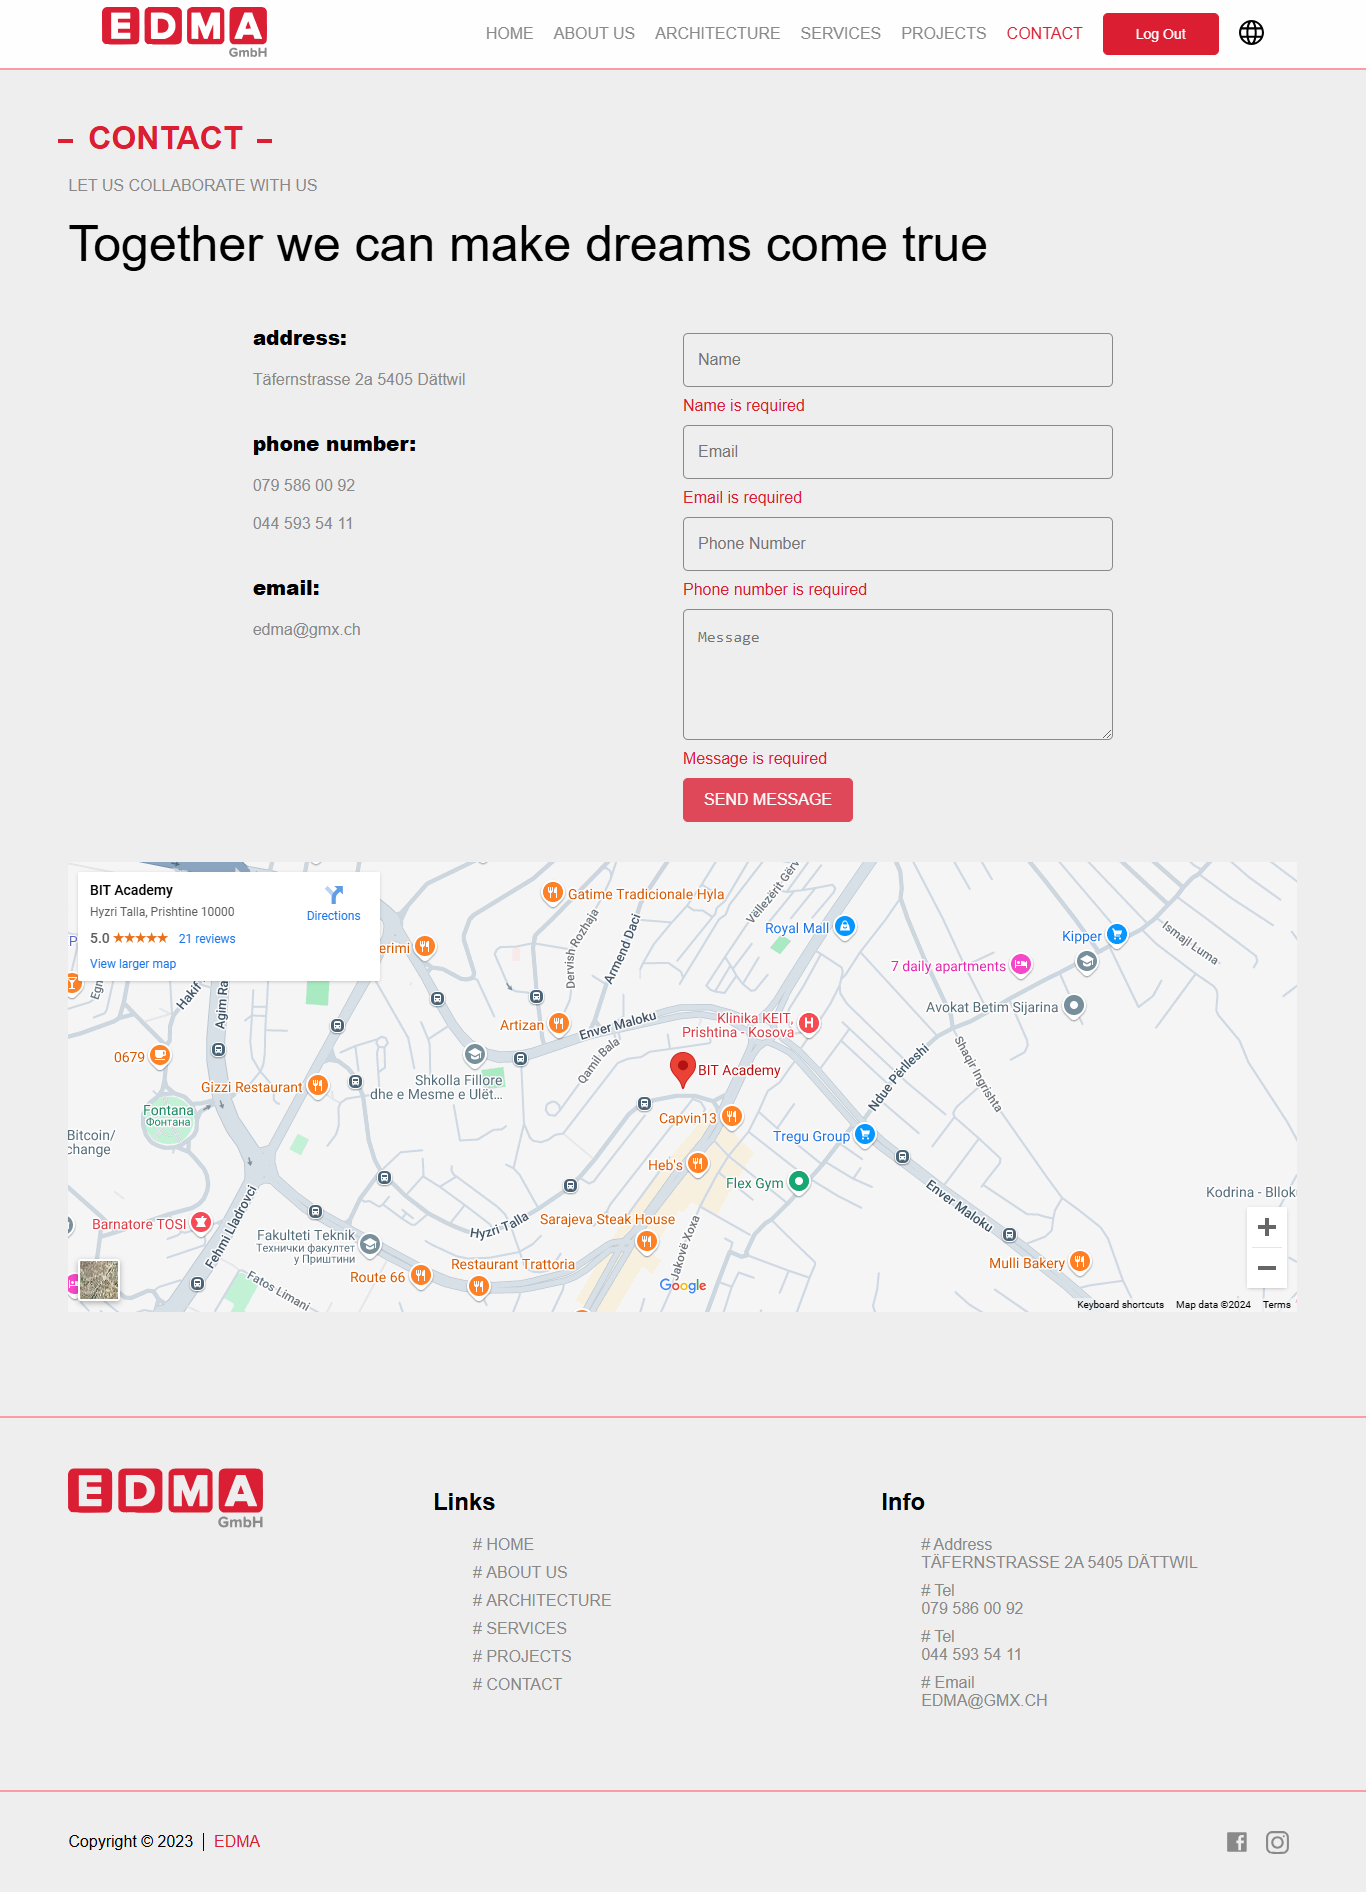 EDMA
GmbH
HOME
ABOUT US
ARCHITECTURE
SERVICES
PROJECTS
CONTACT
Log Out
– CONTACT –
LET US COLLABORATE WITH US
Together we can make dreams come true
address:
Täfernstrasse 2a 5405 Dättwil
phone number:
079 586 00 92
044 593 54 11
email:
edma@gmx.ch
Name
Name is required
Email
Email is required
Phone Number
Phone number is required
Message
Message is required
SEND MESSAGE
BIT Academy
Hyzri Talla, Prishtine 10000
5.0
21 reviews
View larger map
Directions
Gatime Tradicionale Hyla
Vëllezërit Gërv
Royal Mall
Kipper
Ismajl Luma
erimi
Dervish Rozhaja
Armend Daci
7 daily apartments
P
Egn
Hakif
Agim Ra
Avokat Betim Sijarina
Artizan
Enver Maloku
Klinika KEIT,
Prishtina - Kosova
0679
Qamil Bala
Ndue Përlleshi
Shaqir Ingrishta
Gizzi Restaurant
Shkolla Fillore
dhe e Mesme e Ulët...
BIT Academy
Fontana
Фонтана
Capvin13
Bitcoin/
change
Tregu Group
Heb's
Flex Gym
Enver Maloku
Kodrina - Blloku
Barnatore TOSI
Fehmi Lladrovci
Fakulteti Teknik
Технички факултет
у Приштини
Hyzri Talla
Sarajeva Steak House
Jakovë Xoxa
Fatos Limani
Route 66
Restaurant Trattoria
Mulli Bakery
Google
Keyboard shortcuts
Map data ©2024
Terms
EDMA
GmbH
Links
# HOME
# ABOUT US
# ARCHITECTURE
# SERVICES
# PROJECTS
# CONTACT
Info
# Address
TÄFERNSTRASSE 2A 5405 DÄTTWIL
# Tel
079 586 00 92
# Tel
044 593 54 11
# Email
EDMA@GMX.CH
Copyright © 2023 | EDMA